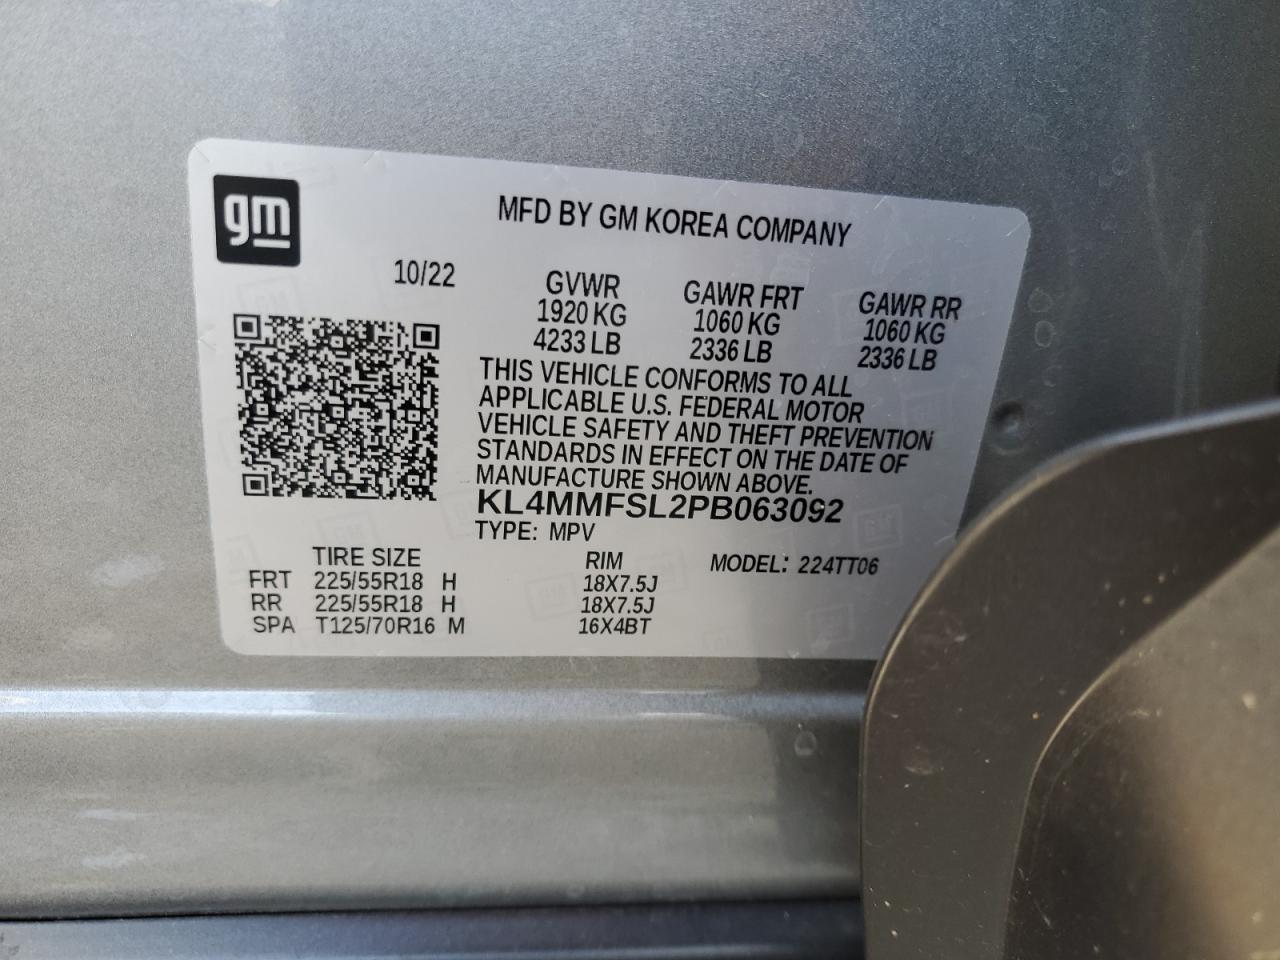 gm
MFD BY GM KOREA COMPANY
10/22
GVWR GAWR FRT GAWR RR
1920 KG 1060 KG 1060 KG
4233 LB 2336 LB 2336 LB
THIS VEHICLE CONFORMS TO ALL
APPLICABLE U.S. FEDERAL MOTOR
VEHICLE SAFETY AND THEFT PREVENTION
STANDARDS IN EFFECT ON THE DATE OF
MANUFACTURE SHOWN ABOVE.
KL4MMFSL2PB063092
TYPE: MPV
TIRE SIZE RIM MODEL: 224TT06
FRT 225/55R18 H 18X7.5J
RR 225/55R18 H 18X7.5J
SPA T125/70R16 M 16X4BT